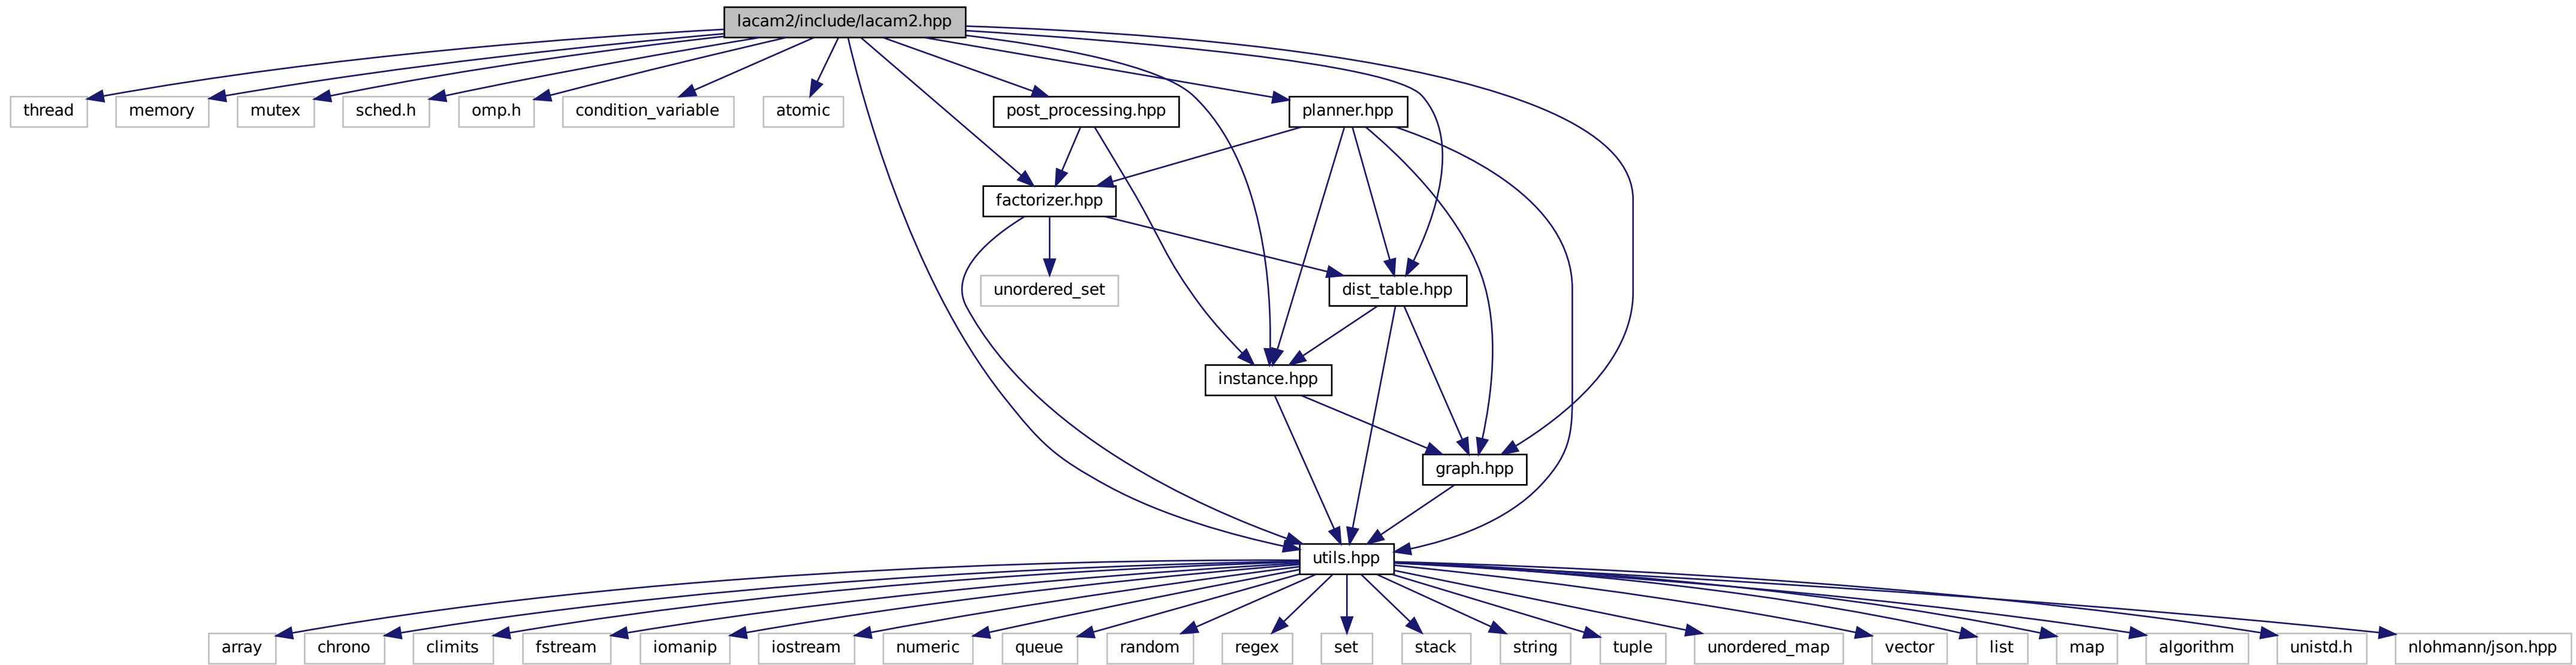 lacam2/include/lacam2.hpp
thread
memory
mutex
sched.h
omp.h
condition_variable
atomic
post_processing.hpp
planner.hpp
factorizer.hpp
unordered_set
dist_table.hpp
instance.hpp
graph.hpp
utils.hpp
array
chrono
climits
fstream
iomanip
iostream
numeric
queue
random
regex
set
stack
string
tuple
unordered_map
vector
list
map
algorithm
unistd.h
nlohmann/json.hpp